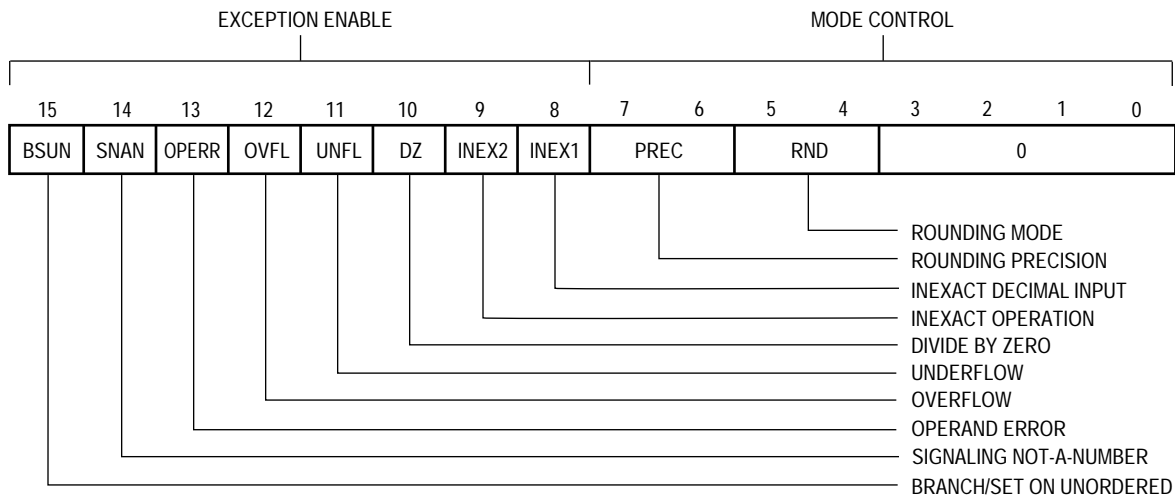 EXCEPTION ENABLE MODE CONTROL
15 14 13 12 11 10 9 8 7 6 5 4 3 2 1 0
BSUN SNAN OPERR OVFL UNFL DZ INEX2 INEX1 PREC RND 0
ROUNDING MODE
ROUNDING PRECISION
INEXACT DECIMAL INPUT
INEXACT OPERATION
DIVIDE BY ZERO
UNDERFLOW
OVERFLOW
OPERAND ERROR
SIGNALING NOT-A-NUMBER
BRANCH/SET ON UNORDERED